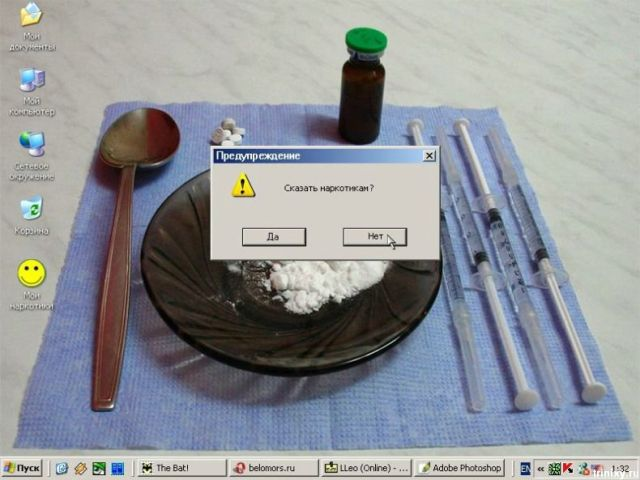 Мои
документы
Мой
компьютер
Сетевое
окружение
Корзина
Мои
наркотики
Предупреждение
Сказать наркотикам?
Да
Нет
Пуск
The Bat!
belomors.ru
LLeo (Online) - ...
Adobe Photoshop
EN
«
1:32
trinixy.ru